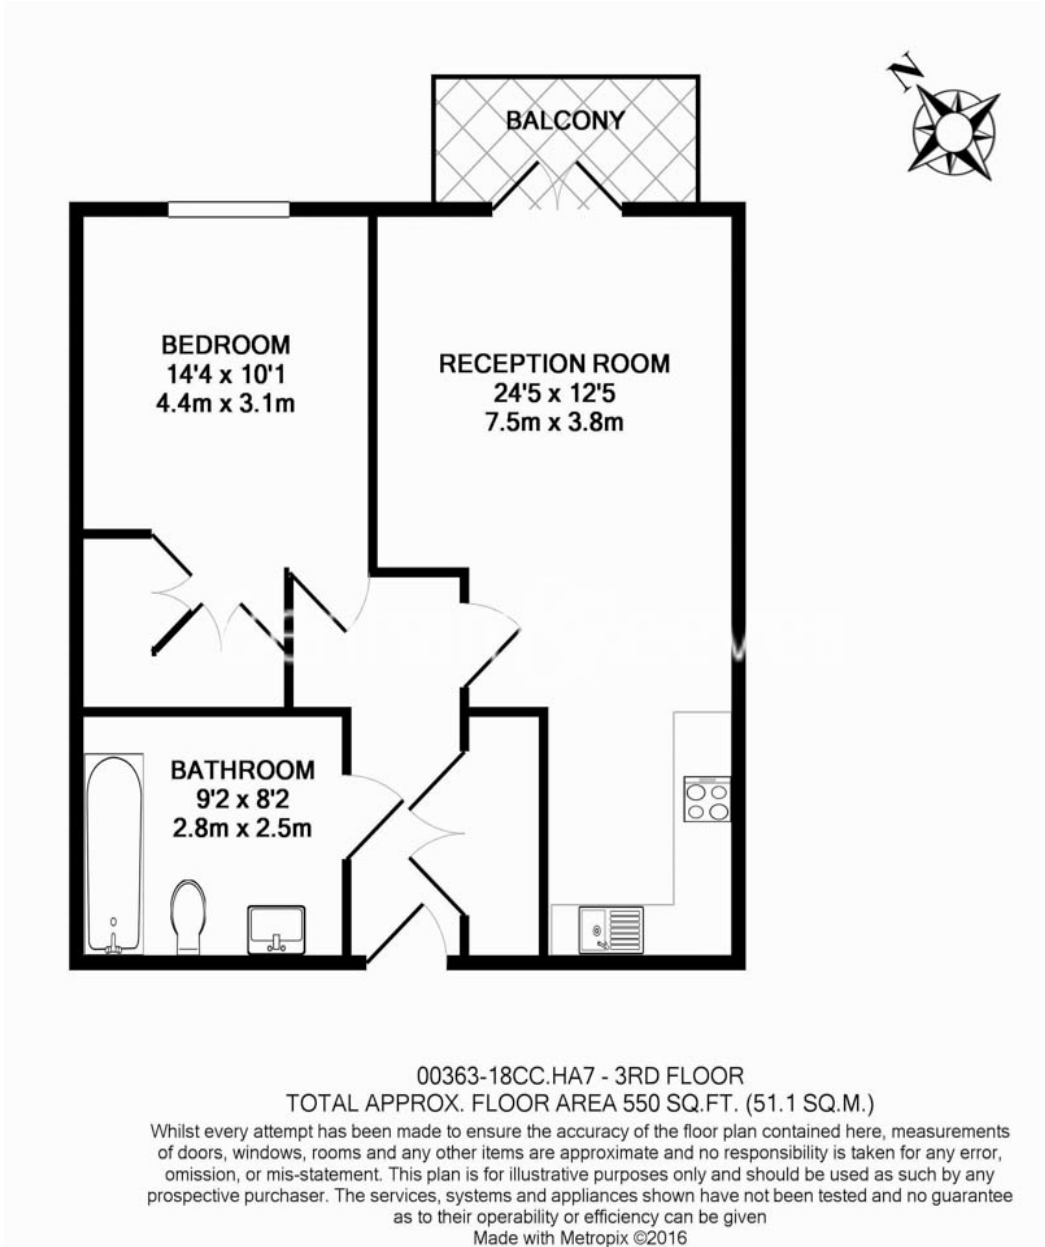 N
BALCONY
BEDROOM
14'4 x 10'1
4.4m x 3.1m
RECEPTION ROOM
24'5 x 12'5
7.5m x 3.8m
BATHROOM
9'2 x 8'2
2.8m x 2.5m
00363-18CC.HA7 - 3RD FLOOR
TOTAL APPROX. FLOOR AREA 550 SQ.FT. (51.1 SQ.M.)
Whilst every attempt has been made to ensure the accuracy of the floor plan contained here, measurements
of doors, windows, rooms and any other items are approximate and no responsibility is taken for any error,
omission, or mis-statement. This plan is for illustrative purposes only and should be used as such by any
prospective purchaser. The services, systems and appliances shown have not been tested and no guarantee
as to their operability or efficiency can be given
Made with Metropix ©2016